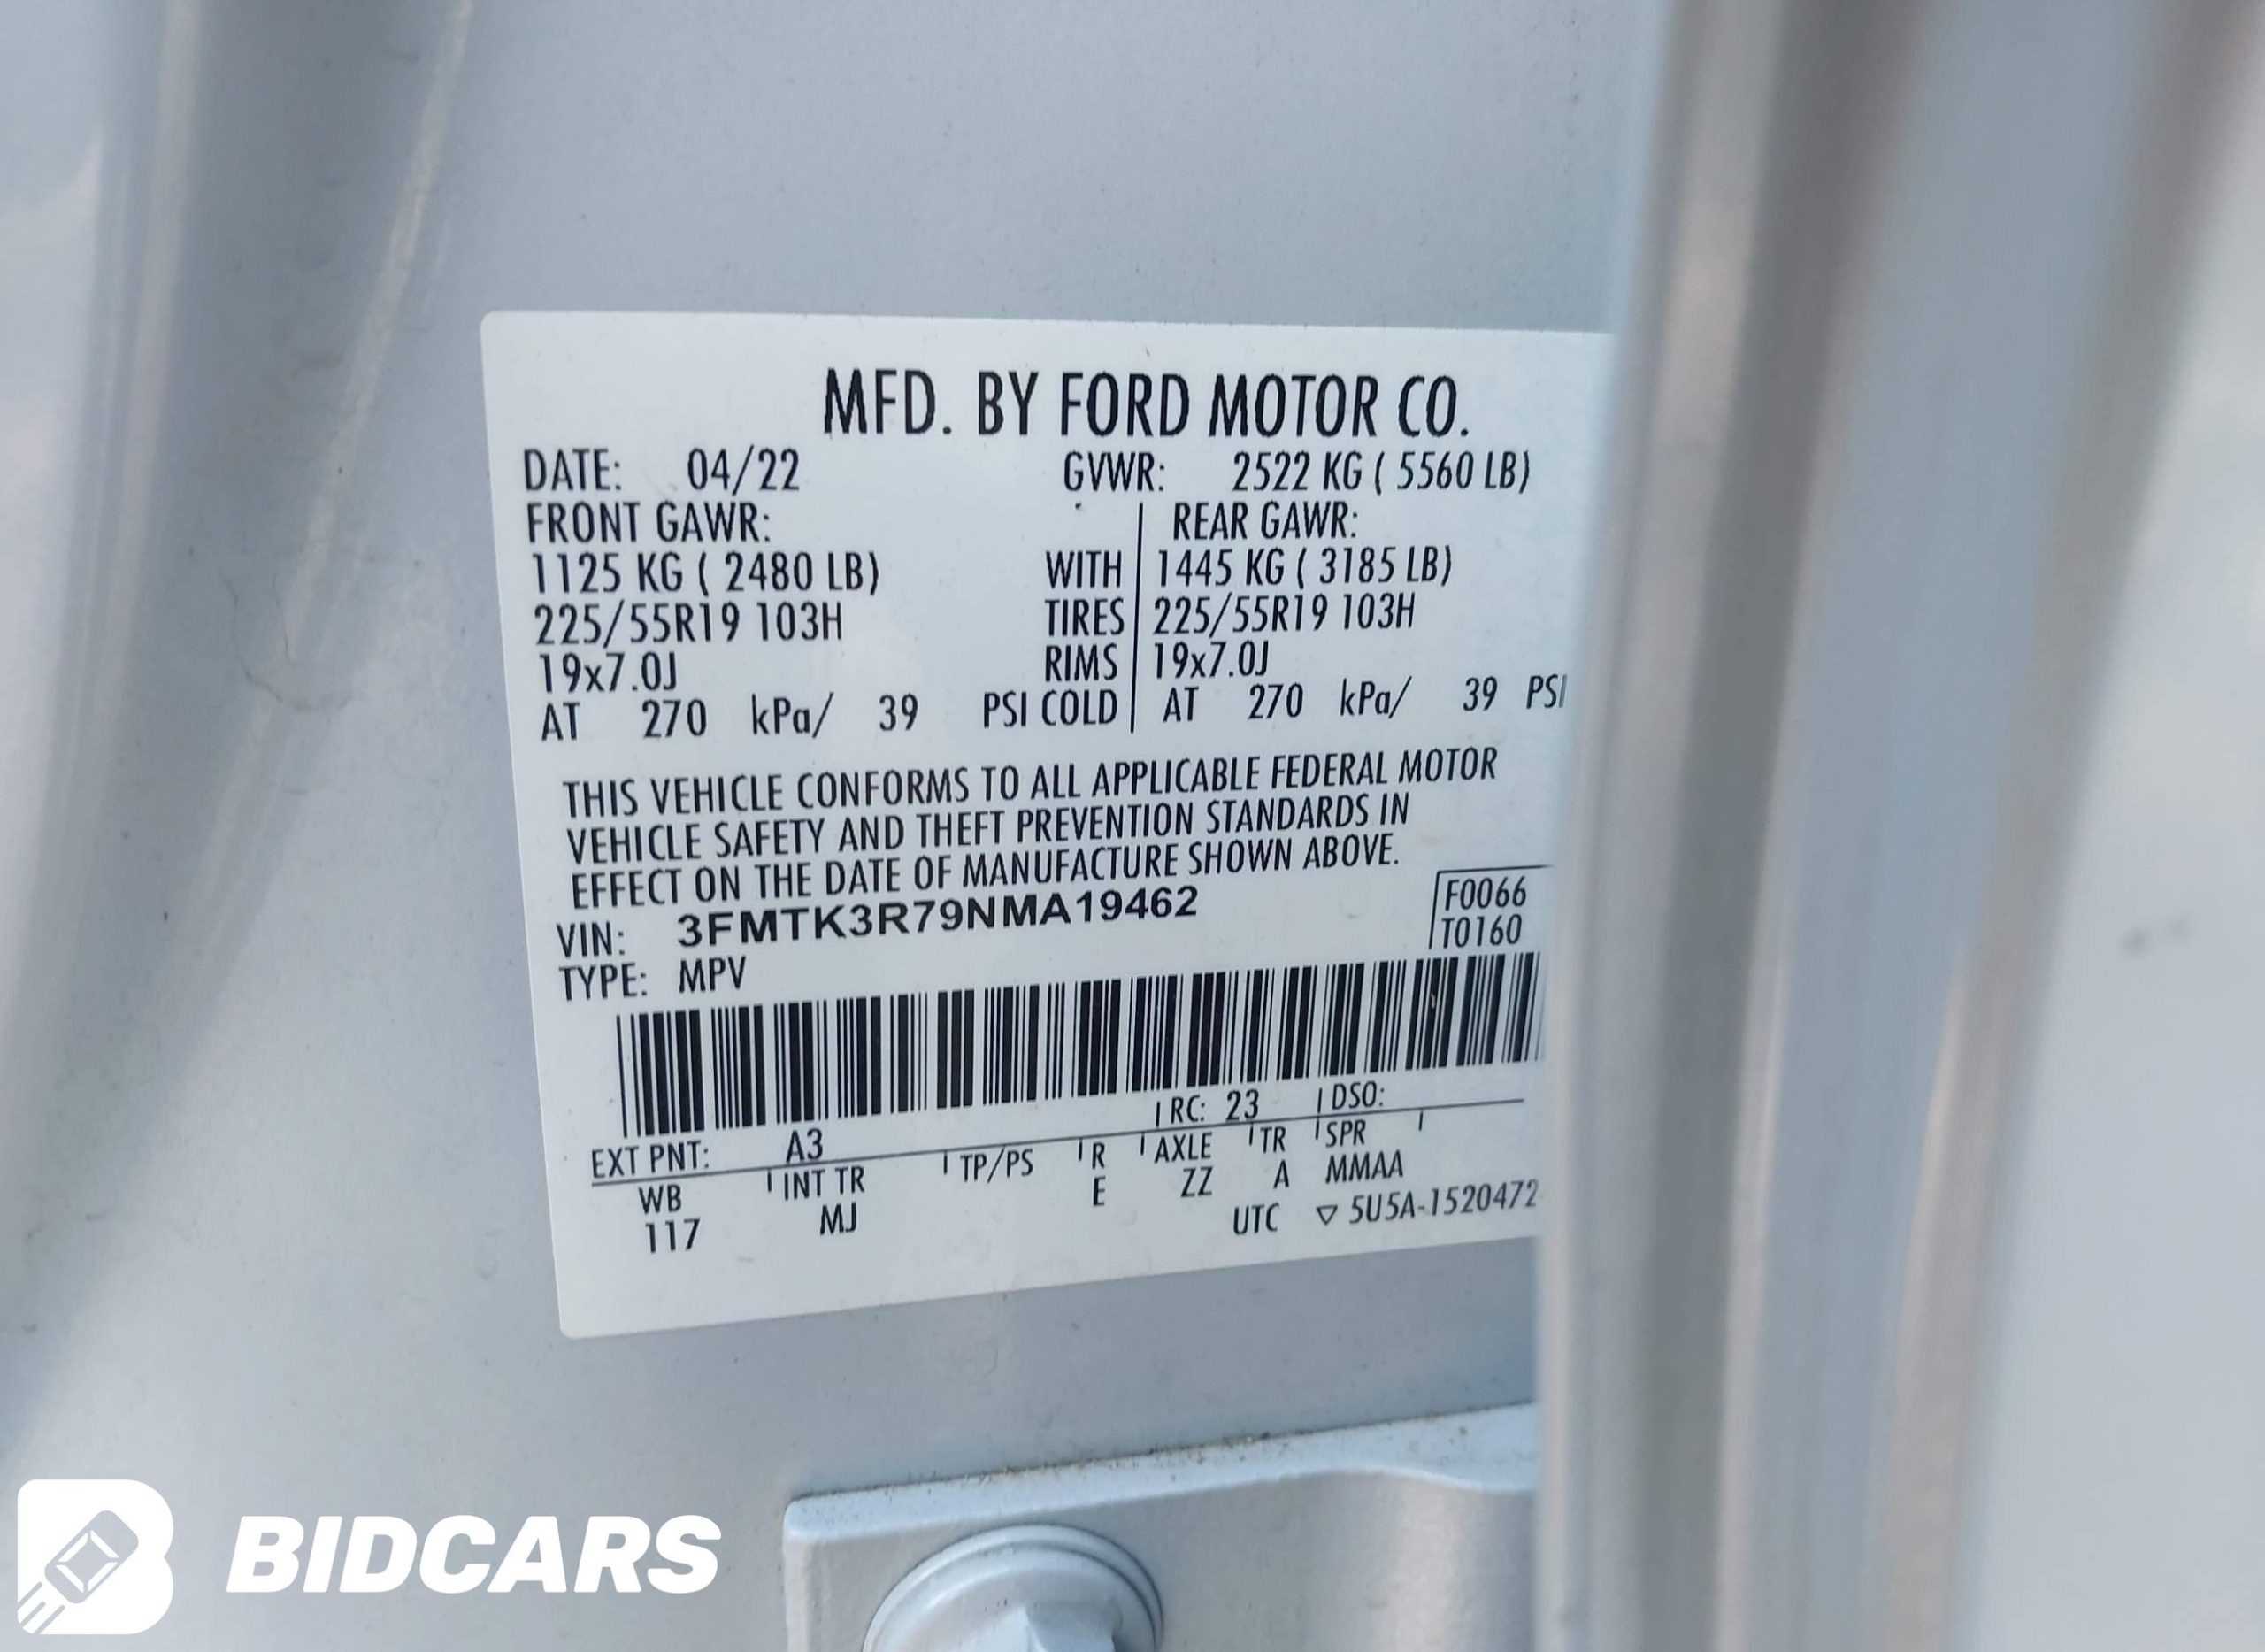 MFD. BY FORD MOTOR CO.
DATE: 04/22 GVWR: 2522 KG ( 5560 LB)
FRONT GAWR: REAR GAWR:
1125 KG ( 2480 LB) WITH 1445 KG ( 3185 LB)
225/55R19 103H TIRES 225/55R19 103H
19x7.0J RIMS 19x7.0J
AT 270 kPa/ 39 PSI COLD AT 270 kPa/ 39 PSI
THIS VEHICLE CONFORMS TO ALL APPLICABLE FEDERAL MOTOR
VEHICLE SAFETY AND THEFT PREVENTION STANDARDS IN
EFFECT ON THE DATE OF MANUFACTURE SHOWN ABOVE.
VIN: 3FMTK3R79NMA19462 F0066
TYPE: MPV T0160
EXT PNT: A3 RC: 23 DSO:
WB INT TR TP/PS R AXLE TR SPR
117 MJ E ZZ A MMAA
UTC ▽ 5U5A-1520472
BIDCARS